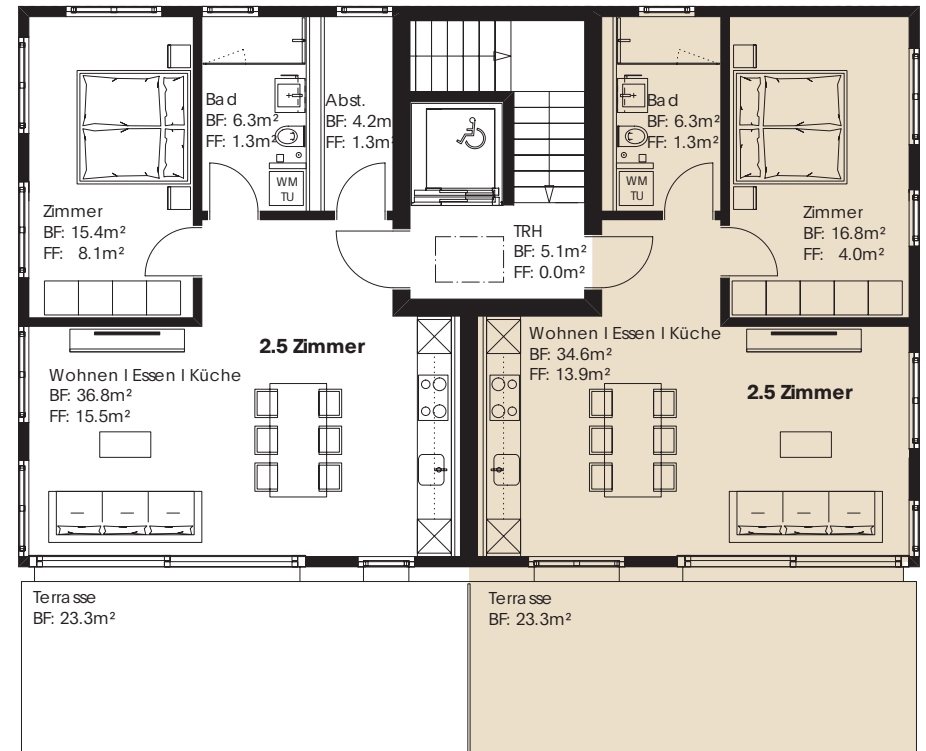 Bad
BF: 6.3m²
FF: 1.3m²
Abst.
BF: 4.2m
FF: 1.3m²
WM
TU
Zimmer
BF: 15.4m²
FF: 8.1m²
TRH
BF: 5.1m²
FF: 0.0m²
Bad
BF: 6.3m²
FF: 1.3m²
WM
TU
Zimmer
BF: 16.8m²
FF: 4.0m²
2.5 Zimmer
Wohnen I Essen I Küche
BF: 36.8m²
FF: 15.5m²
Wohnen I Essen I Küche
BF: 34.6m²
FF: 13.9m²
2.5 Zimmer
Terrasse
BF: 23.3m²
Terrasse
BF: 23.3m²